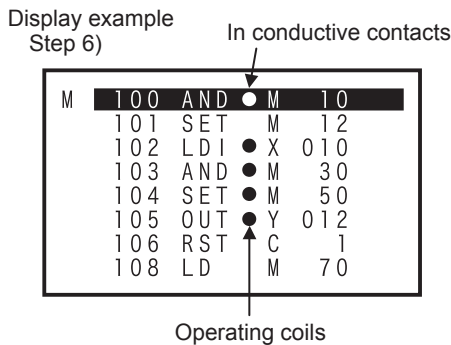 Display example
Step 6)
In conductive contacts
M 100 AND ○ M 10
101 SET M 12
102 LDI ● X 010
103 AND ● M 30
104 SET ● M 50
105 OUT ● Y 012
106 RST C 1
108 LD M 70
Operating coils